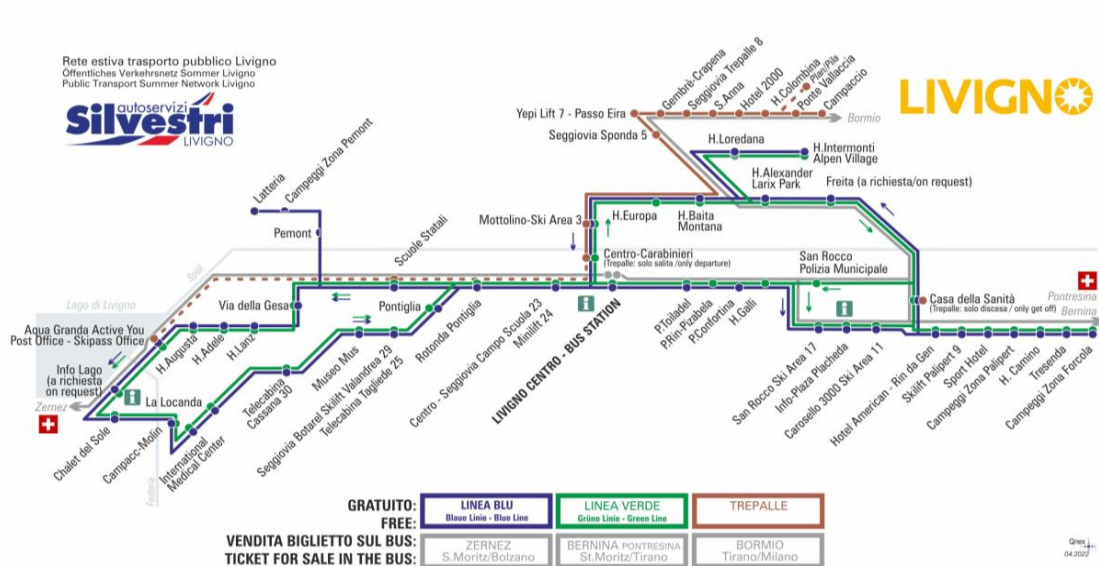 Rete estiva trasporto pubblico Livigno
Öffentliches Verkehrsnetz Sommer Livigno
Public Transport Summer Network Livigno
autoservizi
Silvestri
LIVIGNO
LIVIGNO
Gembrè-Crapena
Seggiovia Trepalle 8
S.Anna
Hotel 2000
H.Colombina
Plan/Pila
Ponte Vallaccia
Campaccio
Yepi Lift 7 - Passo Eira
Bormio
Seggiovia Sponda 5
H.Loredana
H.Intermonti
Alpen Village
H.Alexander
Larix Park
Freita (a richiesta/on request)
Latteria
Campeggi Zona Pemont
Pemont
Scuole Statali
Mottolino-Ski Area 3
H.Europa
H.Baita
Montana
Centro-Carabinieri
(Trepalle: solo salita /only departure)
San Rocco
Polizia Municipale
Spöl
Lago di Livigno
Via della Gesa
Pontiglia
Casa della Sanità
(Trepalle: solo discesa / only get off)
Pontresina
Bernina
Aqua Granda Active You
Post Office - Skipass Office
Info Lago
(a richiesta
on request)
Zernez
H.Augusta
H.Adele
H.Lanz
La Locanda
Chalet del Sole
Campacc-Molin
Federia
International
Medical Center
Telecabina
Cassana 30
Museo Mus
Seggiovia Botarel Skilift Valandrea 29
Telecabina Tagliede 25
Rotonda Pontiglia
Centro - Seggiovia Campo Scuola 23
Minilift 24
LIVIGNO CENTRO - BUS STATION
P.Toiladel
P.Rin-Pizabela
P.Comfortina
H.Galli
San Rocco Ski Area 17
Info-Plaza Placheda
Carosello 3000 Ski Area 11
Hotel American - Rin da Gen
Skilift Palipert 9
Sport Hotel
Campeggi Zona Palipert
H. Camino
Tresenda
Campeggi Zona Forcola
GRATUITO:
FREE:
LINEA BLU
Blaue Linie - Blue Line
LINEA VERDE
Grüne Linie - Green Line
TREPALLE
VENDITA BIGLIETTO SUL BUS:
TICKET FOR SALE IN THE BUS:
ZERNEZ
S.Moritz/Bolzano
BERNINA PONTRESINA
St.Moritz/Tirano
BORMIO
Tirano/Milano
Qnex
04.2022